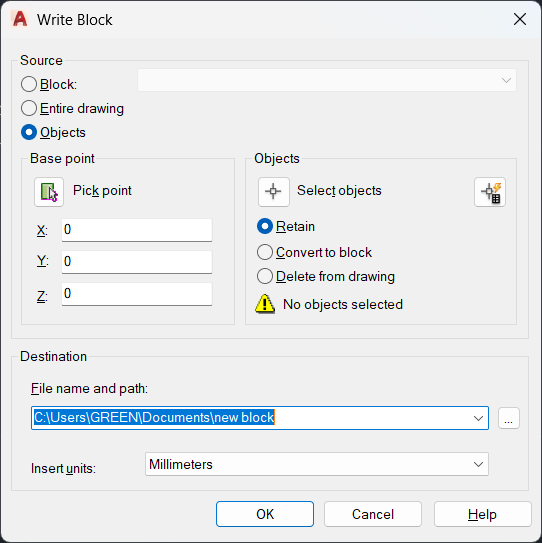 Write Block
Source
Block:
Entire drawing
Objects
Base point
Pick point
X: 0
Y: 0
Z: 0
Objects
Select objects
Retain
Convert to block
Delete from drawing
No objects selected
Destination
File name and path:
C:\Users\GREEN\Documents\new block
...
Insert units: Millimeters
OK Cancel Help